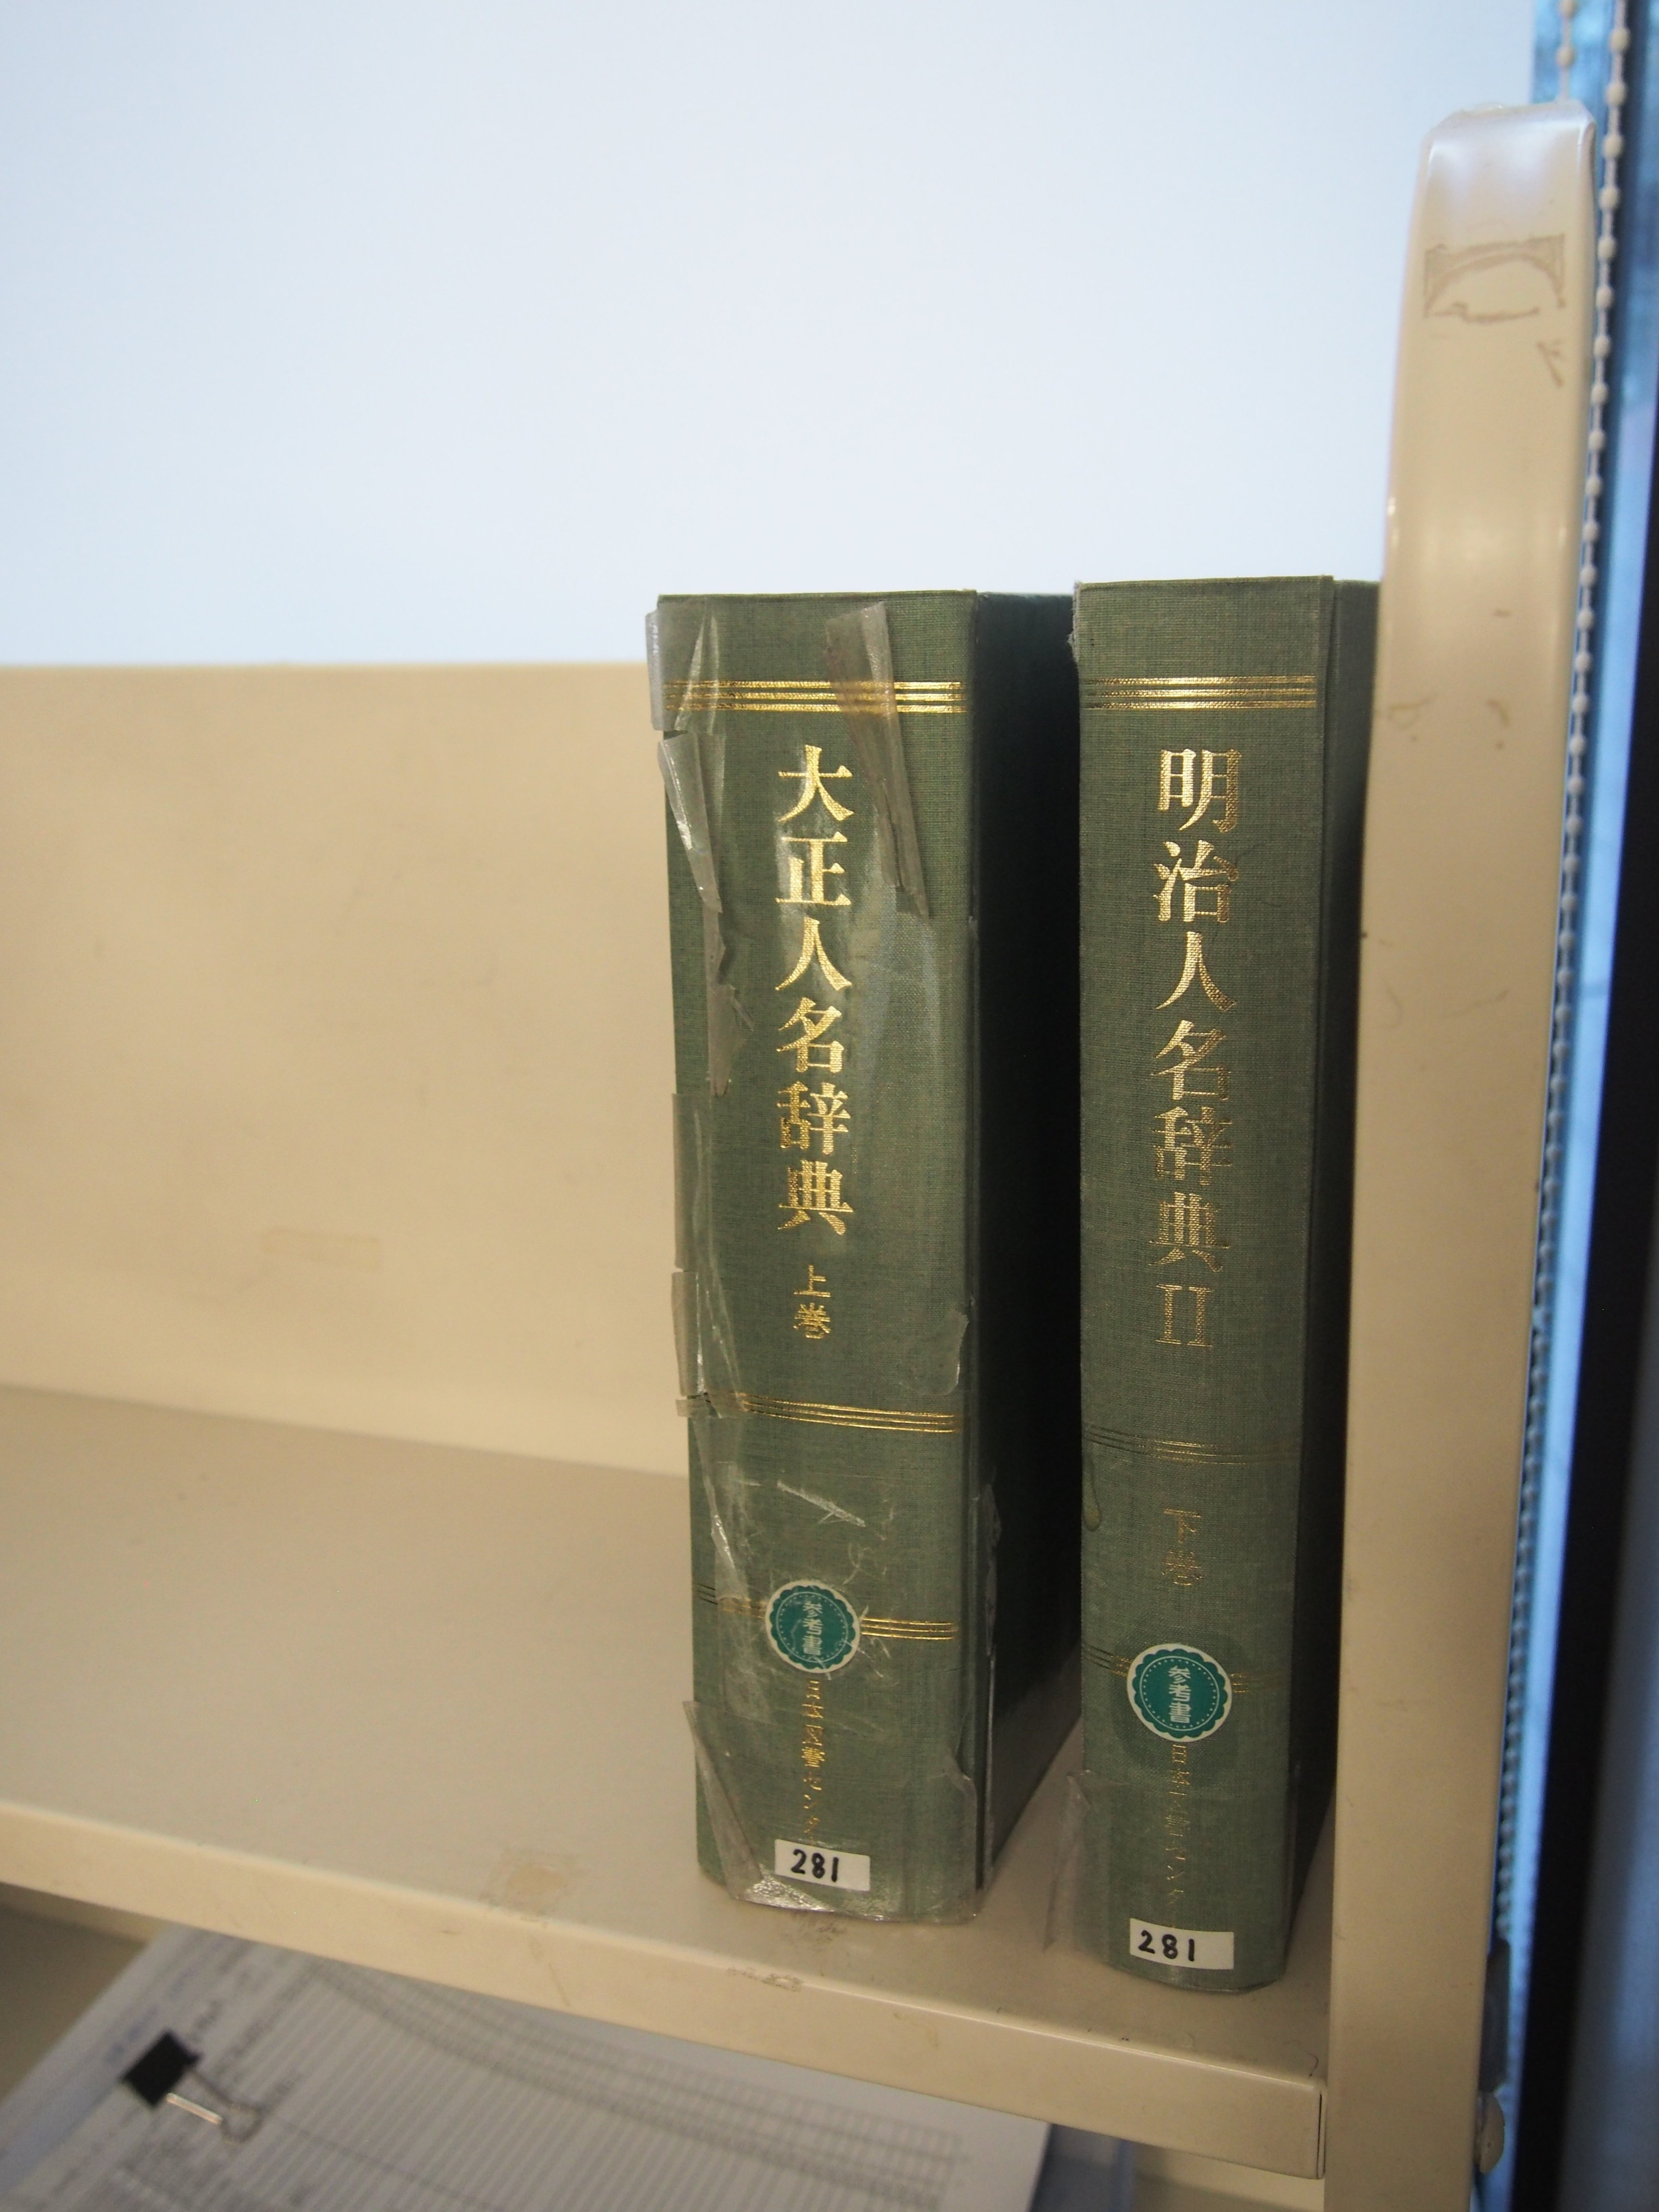 大正人名辞典
上巻
参考書
日本図書センター
281
明治人名辞典II
下巻
参考書
日本図書センター
281